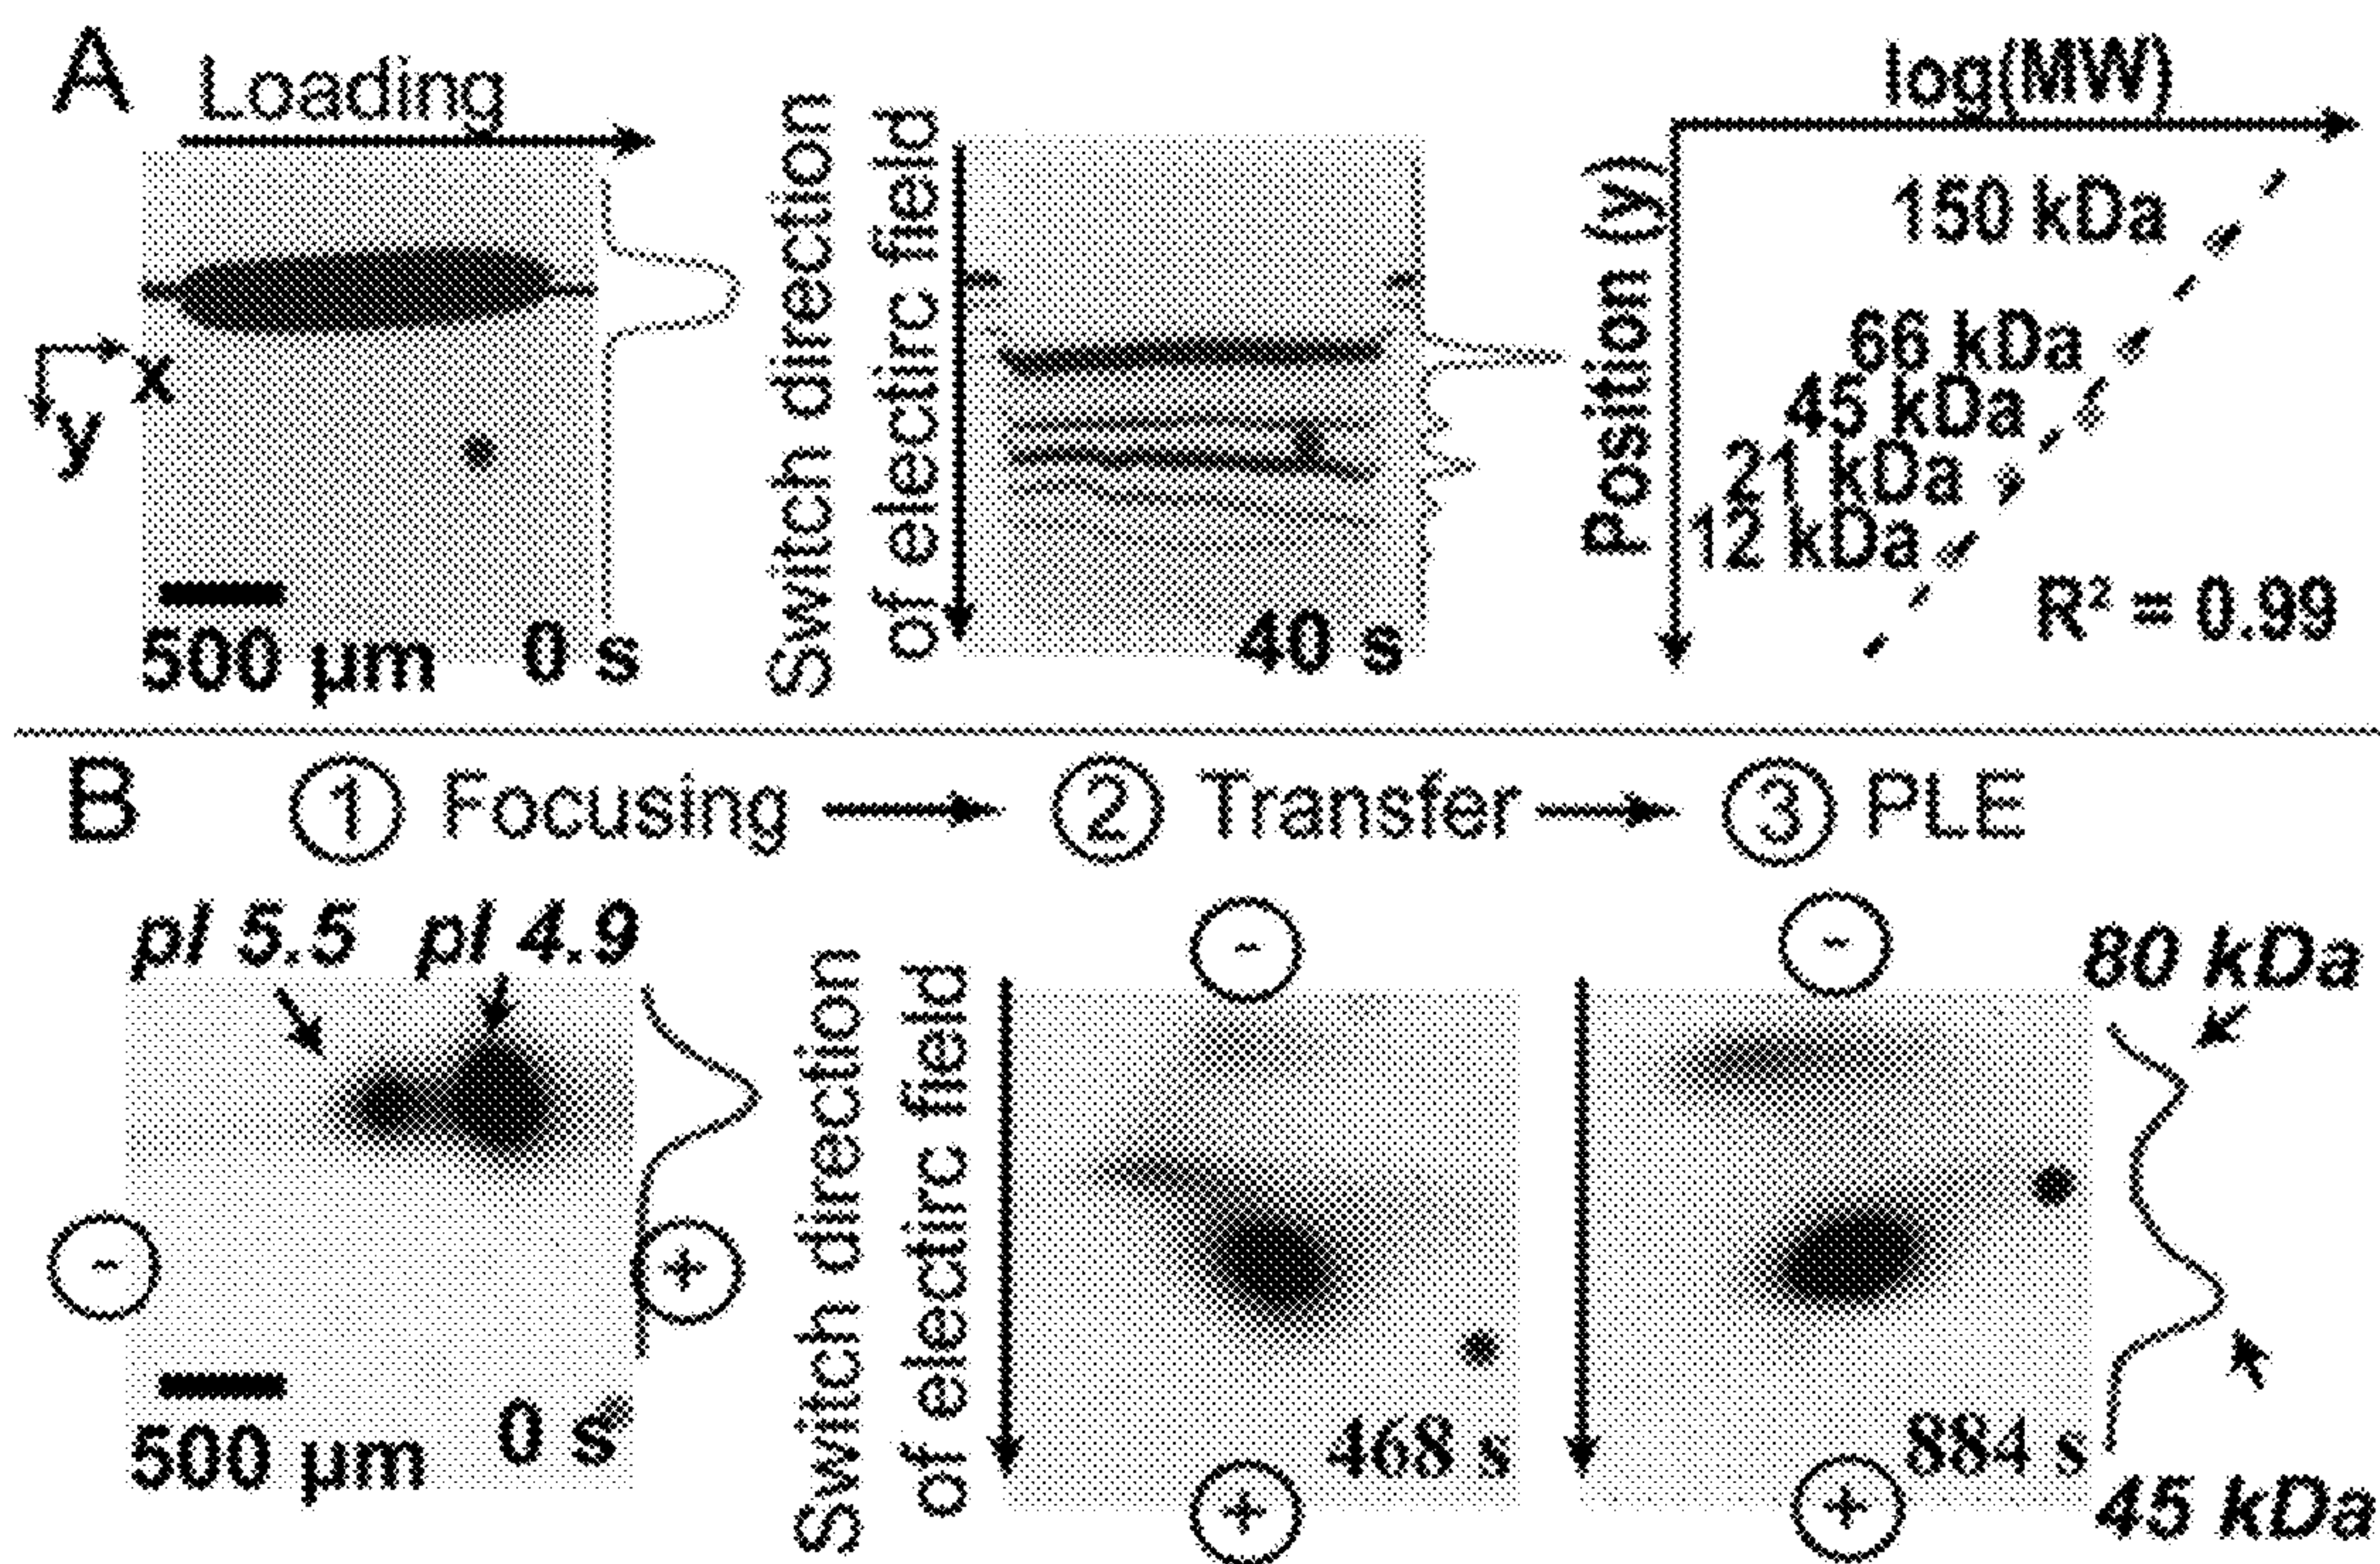 A
Loading
x
y
500 µm
0 s
Switch direction
of electirc field
40 s
log(MW)
Position (y)
150 kDa
66 kDa
45 kDa
21 kDa
12 kDa
R² = 0.99
B
① Focusing
② Transfer
③ PLE
pI 5.5
pI 4.9
-
+
500 µm
0 s
Switch direction
of electirc field
-
468 s
+
-
884 s
+
80 kDa
45 kDa